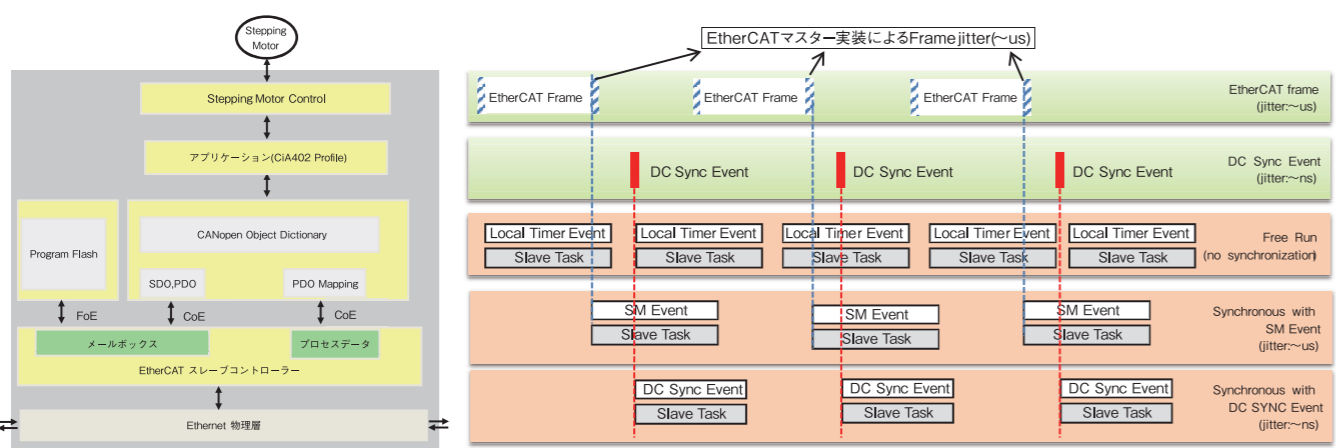 Stepping
Motor
Stepping Motor Control
アプリケーション(CiA402 Profile)
Program Flash
CANopen Object Dictionary
SDO,PDO
PDO Mapping
FoE
CoE
CoE
メールボックス
プロセスデータ
EtherCAT スレーブコントローラー
Ethernet 物理層
EtherCATマスター実装によるFrame jitter(～us)
EtherCAT Frame
EtherCAT Frame
EtherCAT Frame
EtherCAT frame
(jitter:～us)
DC Sync Event
DC Sync Event
DC Sync Event
DC Sync Event
(jitter:～ns)
Local Timer Event
Local Timer Event
Local Timer Event
Local Timer Event
Local Timer Event
Slave Task
Slave Task
Slave Task
Slave Task
Slave Task
Free Run
(no synchronization)
SM Event
SM Event
SM Event
Slave Task
Slave Task
Slave Task
Synchronous with
SM Event
(jitter:～us)
DC Sync Event
DC Sync Event
DC Sync Event
Slave Task
Slave Task
Slave Task
Synchronous with
DC SYNC Event
(jitter:～ns)